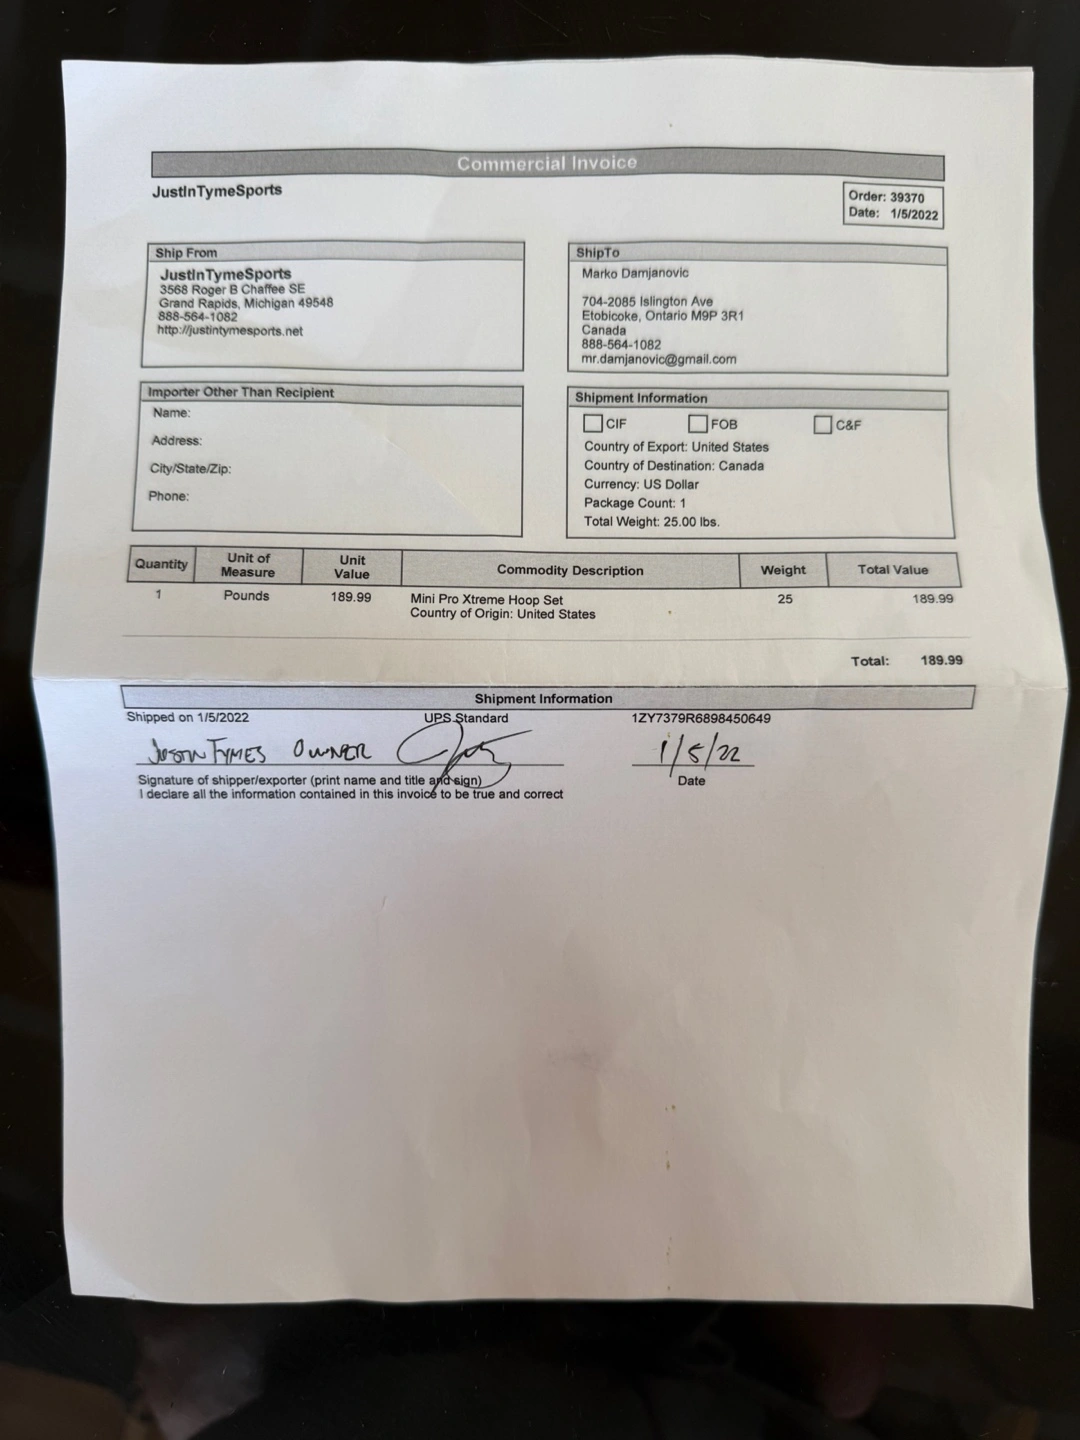 Commercial Invoice
JustInTymeSports
Order: 39370
Date: 1/5/2022
Ship From
JustInTymeSports
3568 Roger B Chaffee SE
Grand Rapids, Michigan 49548
888-564-1082
http://justintymesports.net
ShipTo
Marko Damjanovic
704-2085 Islington Ave
Etobicoke, Ontario M9P 3R1
Canada
888-564-1082
mr.damjanovic@gmail.com
Importer Other Than Recipient
Name:
Address:
City/State/Zip:
Phone:
Shipment Information
CIF FOB C&F
Country of Export: United States
Country of Destination: Canada
Currency: US Dollar
Package Count: 1
Total Weight: 25.00 lbs.
Quantity Unit of Measure Unit Value Commodity Description Weight Total Value
1 Pounds 189.99 Mini Pro Xtreme Hoop Set 25 189.99
Country of Origin: United States
Total: 189.99
Shipment Information
Shipped on 1/5/2022 UPS Standard 1ZY7379R6898450649
JUSTIN TYMES OWNER 1/5/22
Signature of shipper/exporter (print name and title and sign) Date
I declare all the information contained in this invoice to be true and correct